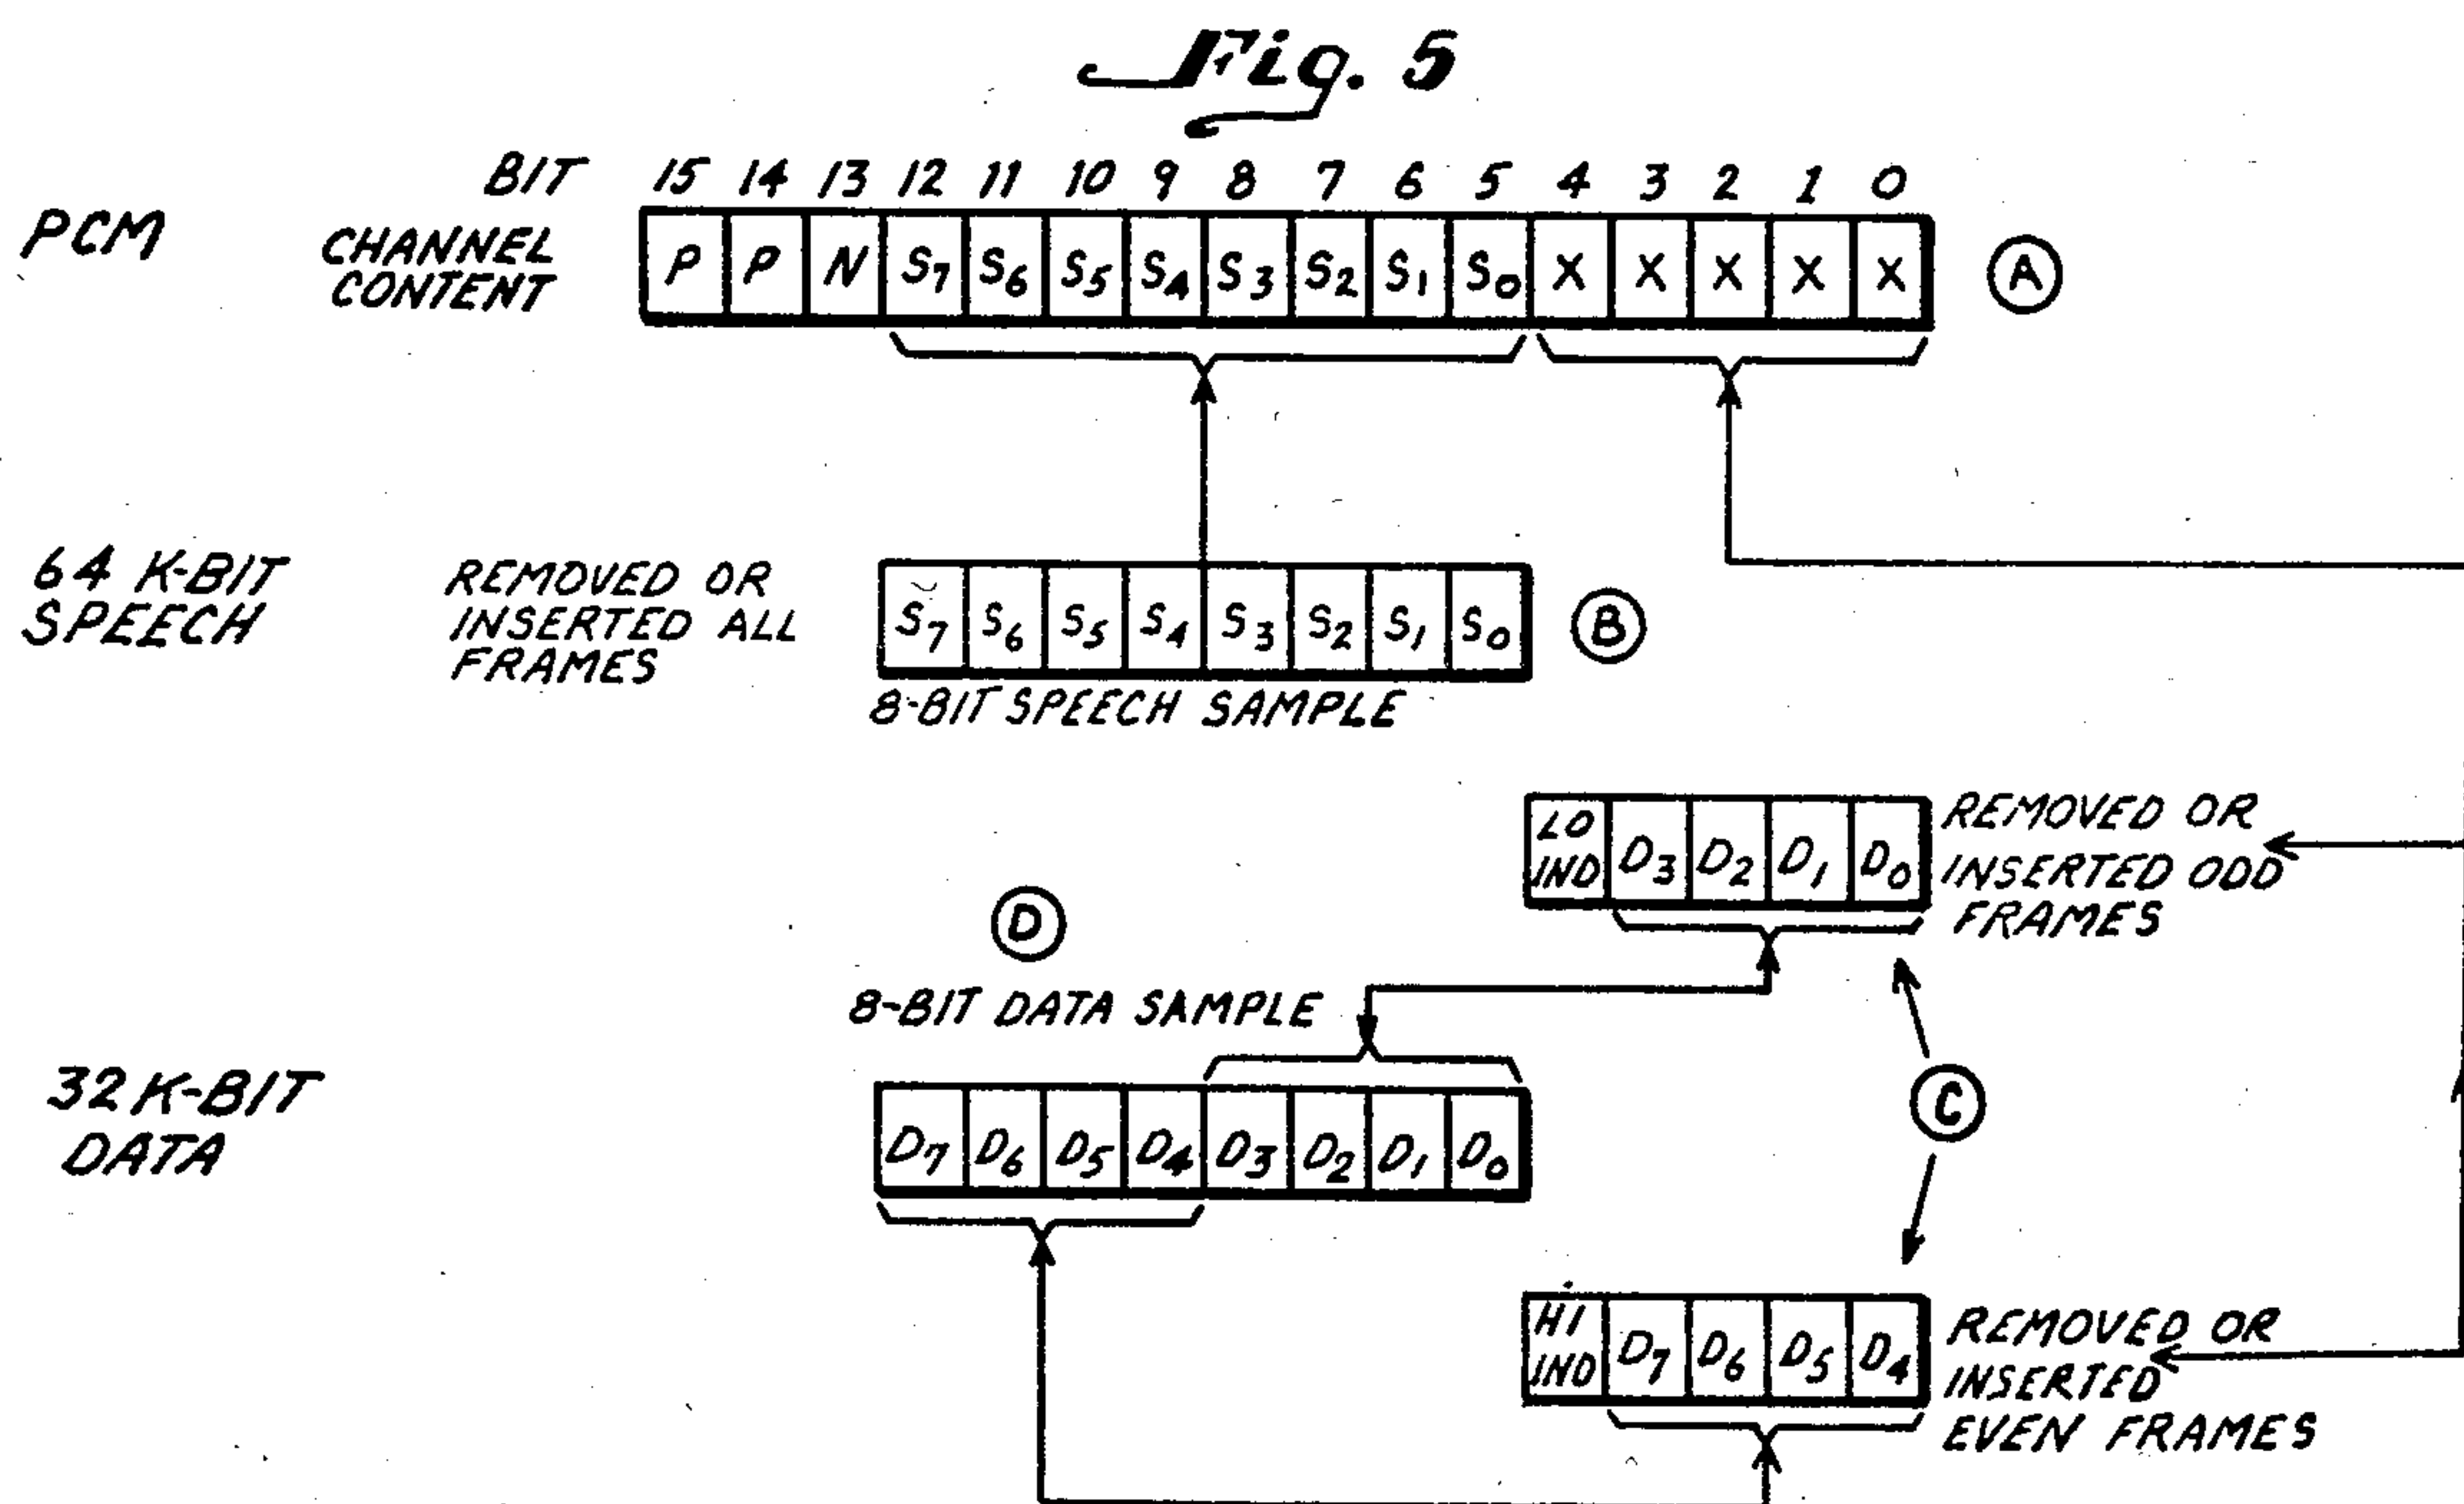 Fig. 5
BIT 15 14 13 12 11 10 9 8 7 6 5 4 3 2 1 0
PCM
CHANNEL
CONTENT
P P N S7 S6 S5 S4 S3 S2 S1 S0 X X X X X
A
64 K-BIT
SPEECH
REMOVED OR
INSERTED ALL
FRAMES
S7 S6 S5 S4 S3 S2 S1 S0
B
8-BIT SPEECH SAMPLE
LO
IND
D3 D2 D1 D0
REMOVED OR
INSERTED ODD
FRAMES
D
8-BIT DATA SAMPLE
32 K-BIT
DATA
D7 D6 D5 D4 D3 D2 D1 D0
C
HI
IND
D7 D6 D5 D4
REMOVED OR
INSERTED
EVEN FRAMES